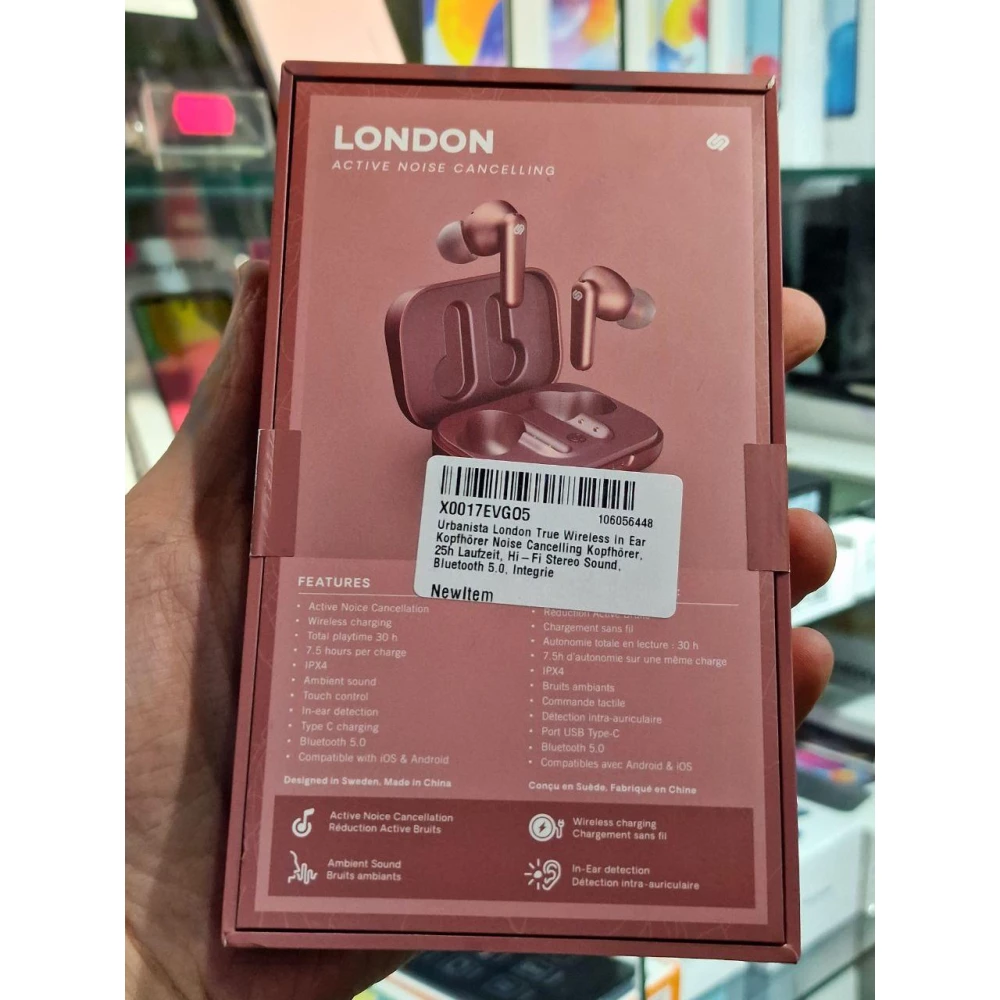 LONDON
ACTIVE NOISE CANCELLING
X0017EVGO5
106056448
Urbanista London True Wireless in Ear
Kopfhörer Noise Cancelling Kopfhörer,
25h Laufzeit, Hi-Fi Stereo Sound,
Bluetooth 5.0, Integrie
NewItem
FEATURES
• Active Noice Cancellation
• Wireless charging
• Total playtime 30 h
• 7.5 hours per charge
• IPX4
• Ambient sound
• Touch control
• In-ear detection
• Type C charging
• Bluetooth 5.0
• Compatible with iOS & Android
Designed in Sweden. Made in China
• Réduction Active Bruits
• Chargement sans fil
• Autonomie totale en lecture : 30 h
• 7.5h d'autonomie sur une même charge
• IPX4
• Bruits ambiants
• Commande tactile
• Détection intra-auriculaire
• Port USB Type-C
• Bluetooth 5.0
• Compatibles avec Android & iOS
Conçu en Suède. Fabriqué en Chine
Active Noice Cancellation
Réduction Active Bruits
Wireless charging
Chargement sans fil
Ambient Sound
Bruits ambiants
In-Ear detection
Détection intra-auriculaire